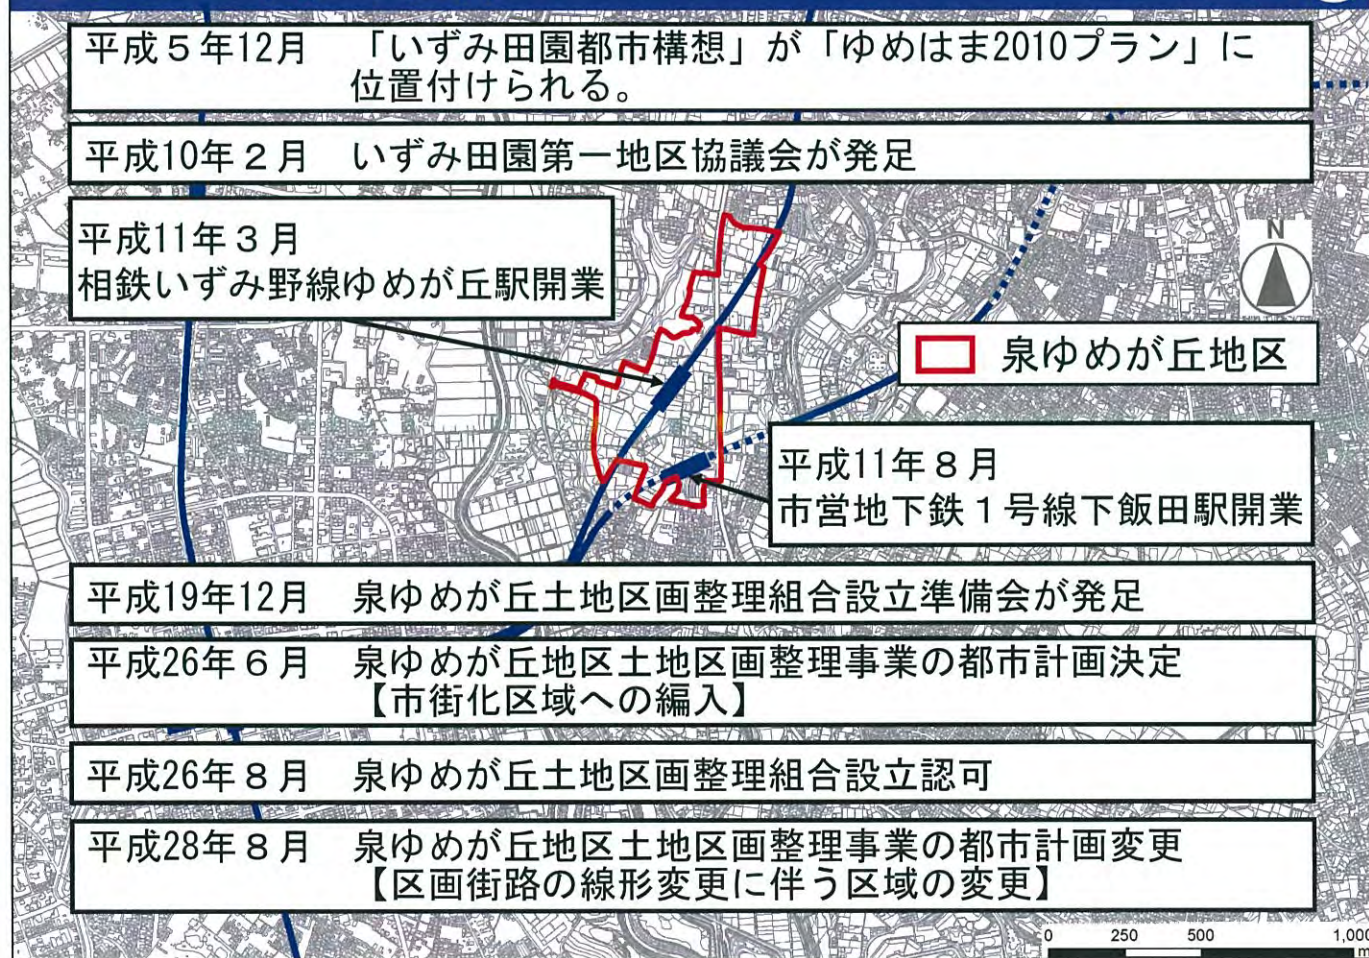 平成５年12月　「いずみ田園都市構想」が「ゆめはま2010プラン」に
位置付けられる。
平成10年２月　いずみ田園第一地区協議会が発足
平成11年３月
相鉄いずみ野線ゆめが丘駅開業
N
泉ゆめが丘地区
平成11年８月
市営地下鉄１号線下飯田駅開業
平成19年12月　泉ゆめが丘土地区画整理組合設立準備会が発足
平成26年６月　泉ゆめが丘地区土地区画整理事業の都市計画決定
【市街化区域への編入】
平成26年８月　泉ゆめが丘土地区画整理組合設立認可
平成28年８月　泉ゆめが丘地区土地区画整理事業の都市計画変更
【区画街路の線形変更に伴う区域の変更】
0 250 500 1,000
m